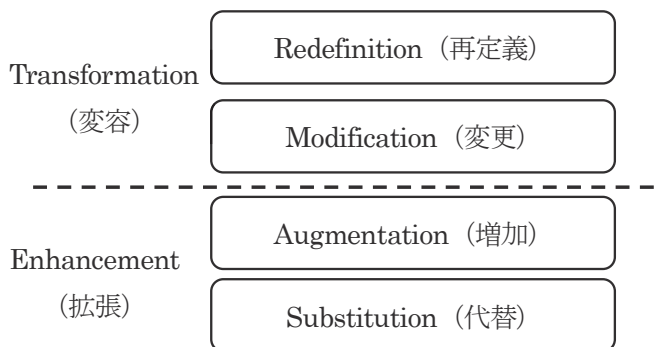 Redefinition（再定義）
Transformation
（変容）
Modification（変更）
Augmentation（増加）
Enhancement
（拡張）
Substitution（代替）